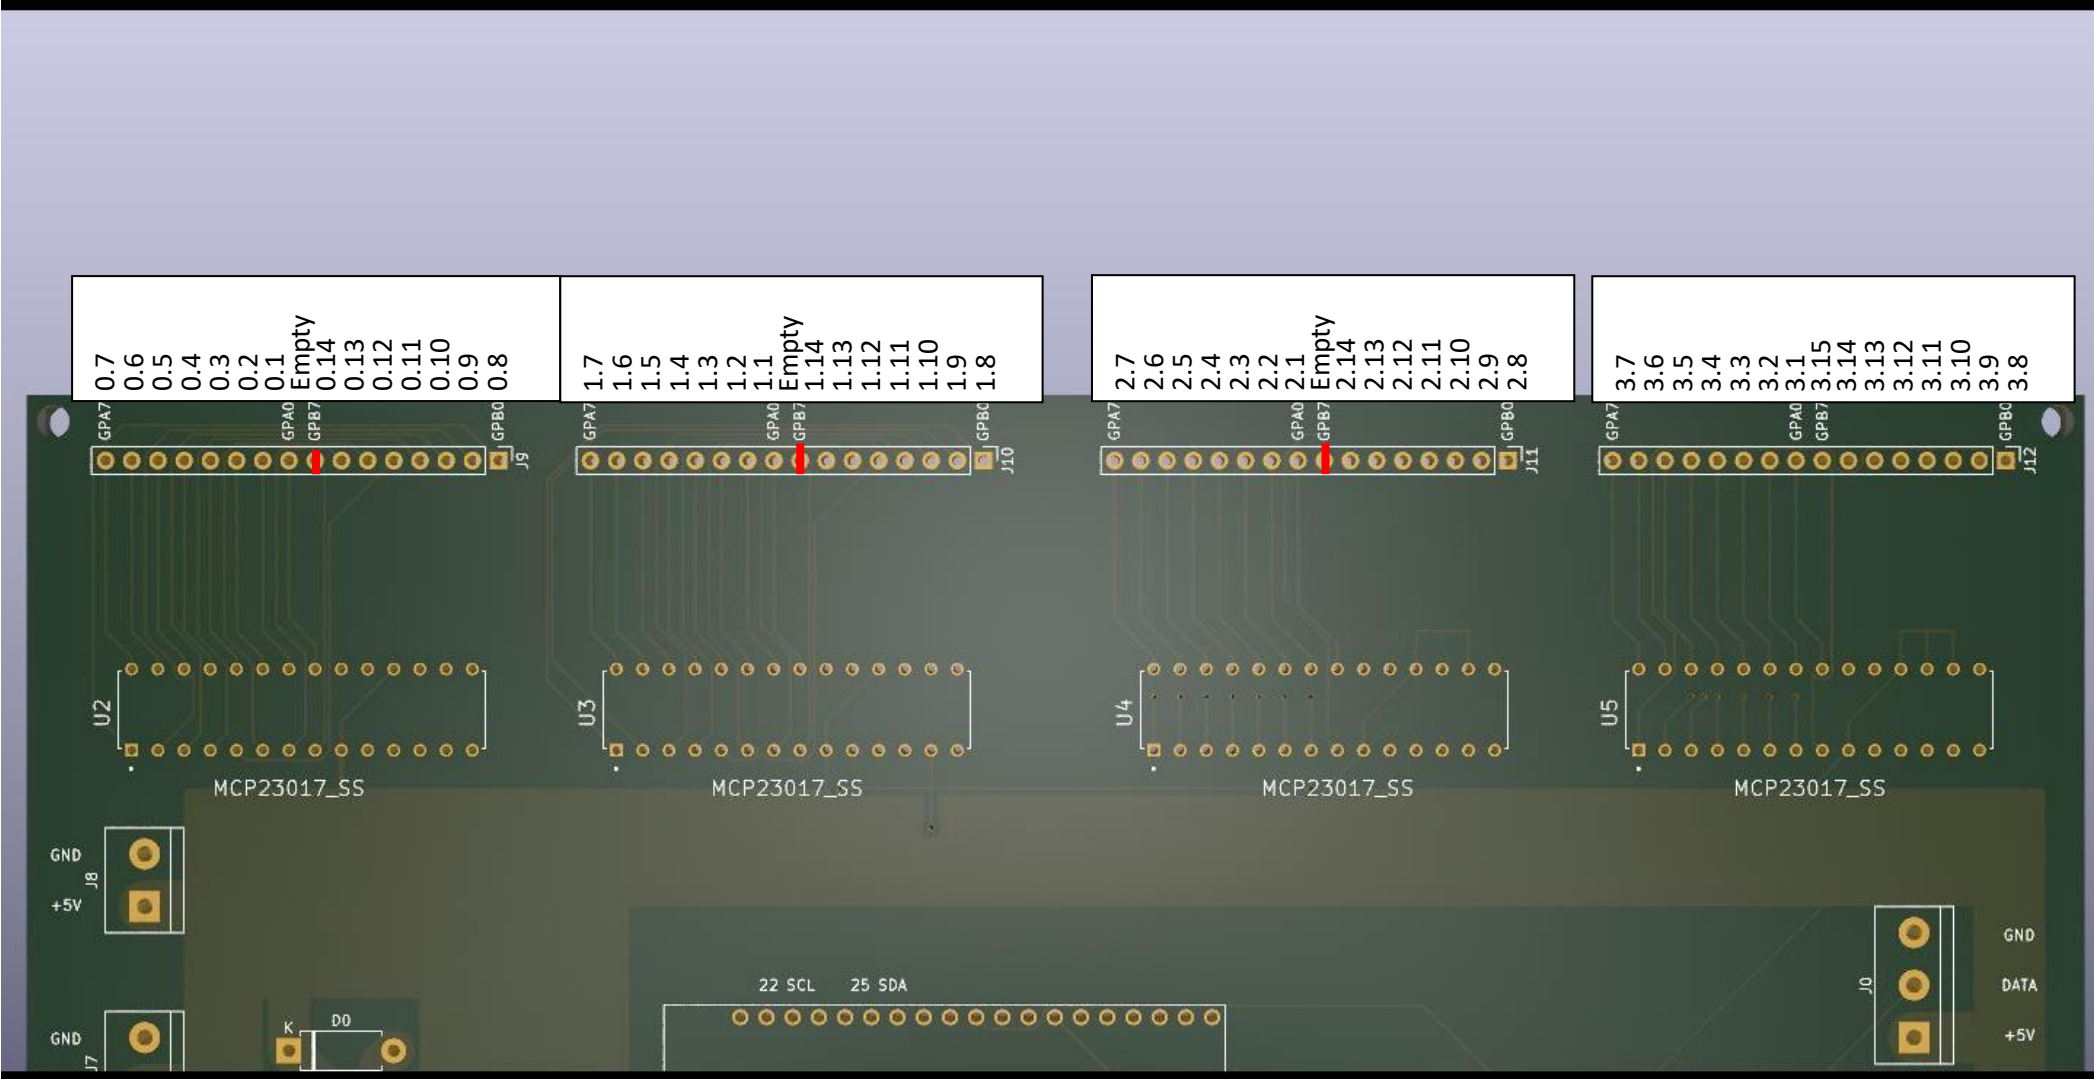 0.7
0.6
0.5
0.4
0.3
0.2
0.1
Empty
0.14
0.13
0.12
0.11
0.10
0.9
0.8
1.7
1.6
1.5
1.4
1.3
1.2
1.1
Empty
1.14
1.13
1.12
1.11
1.10
1.9
1.8
2.7
2.6
2.5
2.4
2.3
2.2
2.1
Empty
2.14
2.13
2.12
2.11
2.10
2.9
2.8
3.7
3.6
3.5
3.4
3.3
3.2
3.1
3.15
3.14
3.13
3.12
3.11
3.10
3.9
3.8
GPA7
GPA0
GPB7
GPB0
J9
GPA7
GPA0
GPB7
GPB0
J10
GPA7
GPA0
GPB7
GPB0
J11
GPA7
GPA0
GPB7
GPB0
J12
U2
U3
U4
U5
MCP23017_SS
MCP23017_SS
MCP23017_SS
MCP23017_SS
GND
J8
+5V
GND
J7
K
D0
22 SCL 25 SDA
J0
GND
DATA
+5V